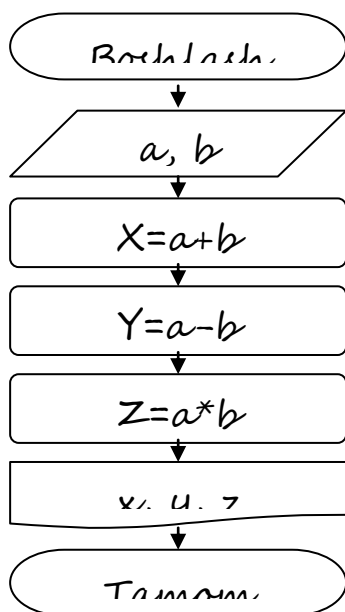 Boshlash
a, b
X=a+b
Y=a-b
Z=a*b
x, y, z
Tamom